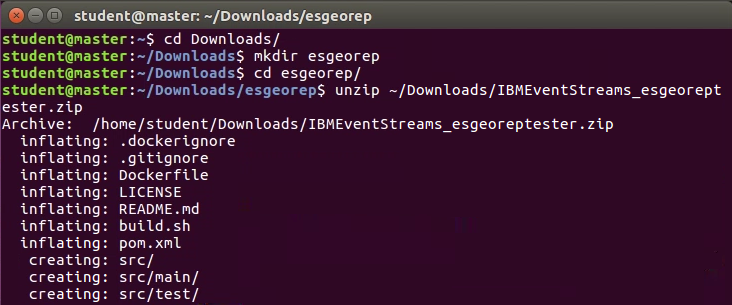 student@master: ~/Downloads/esgeorep
student@master:~$ cd Downloads/
student@master:~/Downloads$ mkdir esgeorep
student@master:~/Downloads$ cd esgeorep/
student@master:~/Downloads/esgeorep$ unzip ~/Downloads/IBMEventStreams_esgeorept
ester.zip
Archive:  /home/student/Downloads/IBMEventStreams_esgeoreptester.zip
  inflating: .dockerignore
  inflating: .gitignore
  inflating: Dockerfile
  inflating: LICENSE
  inflating: README.md
  inflating: build.sh
  inflating: pom.xml
   creating: src/
   creating: src/main/
   creating: src/test/